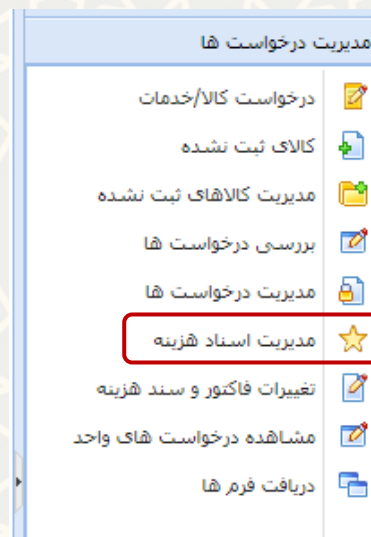 مدیریت درخواست ها
درخواست کالا/خدمات
کالای ثبت نشده
مدیریت کالاهای ثبت نشده
بررسی درخواست ها
مدیریت درخواست ها
مدیریت اسناد هزینه
تغییرات فاکتور و سند هزینه
مشاهده درخواست های واحد
دریافت فرم ها